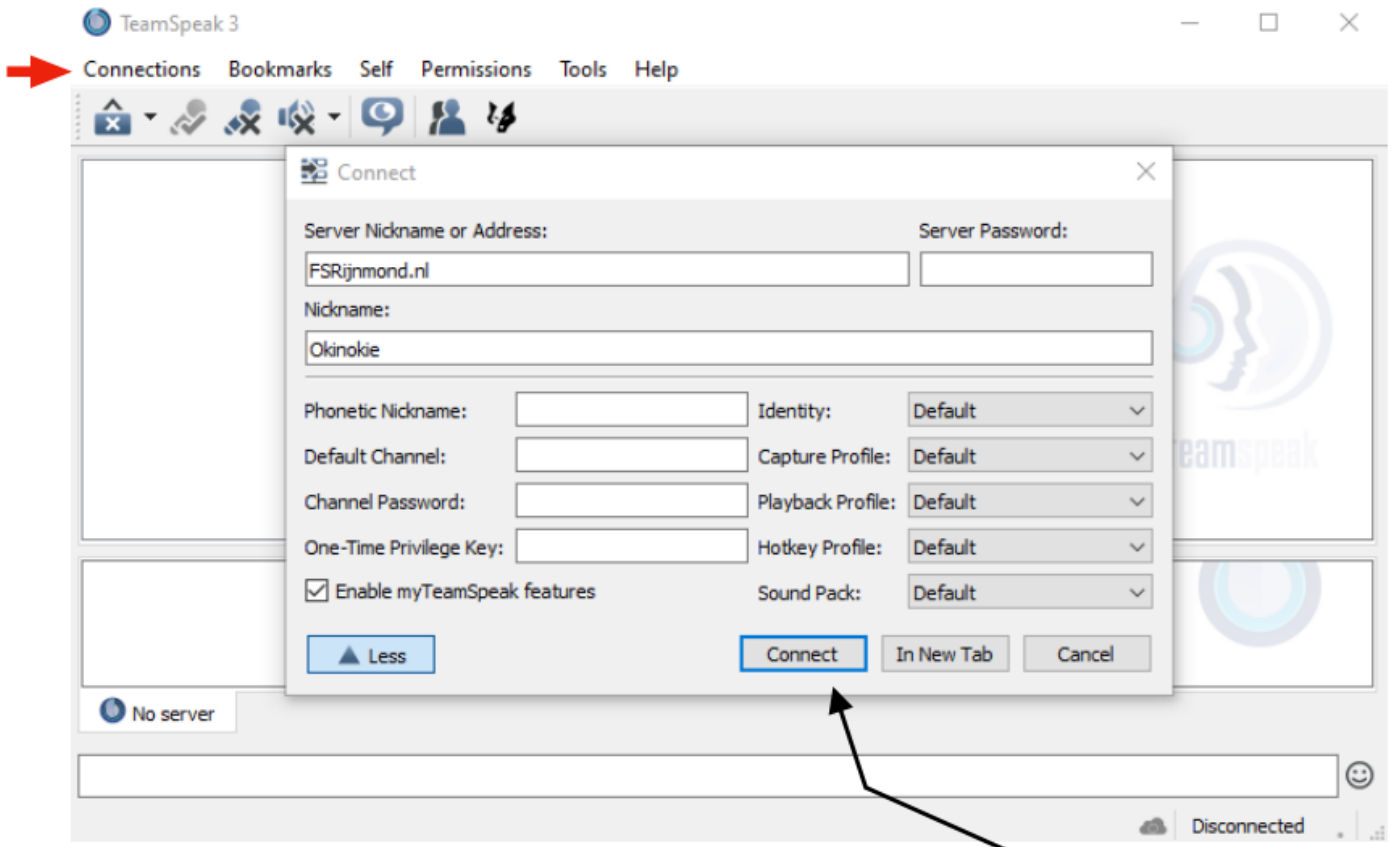 TeamSpeak 3
Connections Bookmarks Self Permissions Tools Help
Connect
Server Nickname or Address: Server Password:
FSRijnmond.nl
Nickname:
Okinokie
Phonetic Nickname: Identity: Default
Default Channel: Capture Profile: Default
Channel Password: Playback Profile: Default
One-Time Privilege Key: Hotkey Profile: Default
Enable myTeamSpeak features Sound Pack: Default
Less Connect In New Tab Cancel
eamspeak
No server
Disconnected